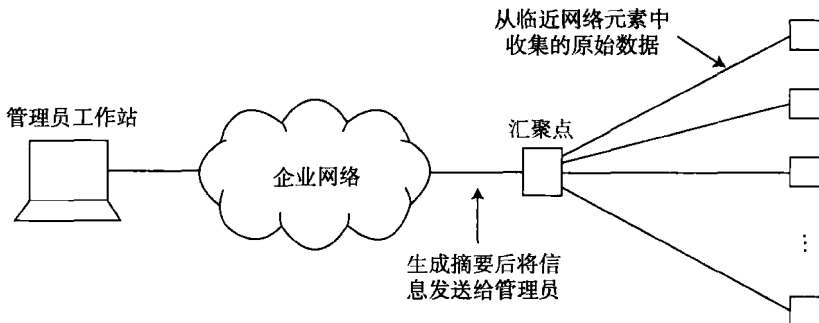 从临近网络元素中
收集的原始数据
管理员工作站
汇聚点
企业网络
生成摘要后将信
息发送给管理员
…